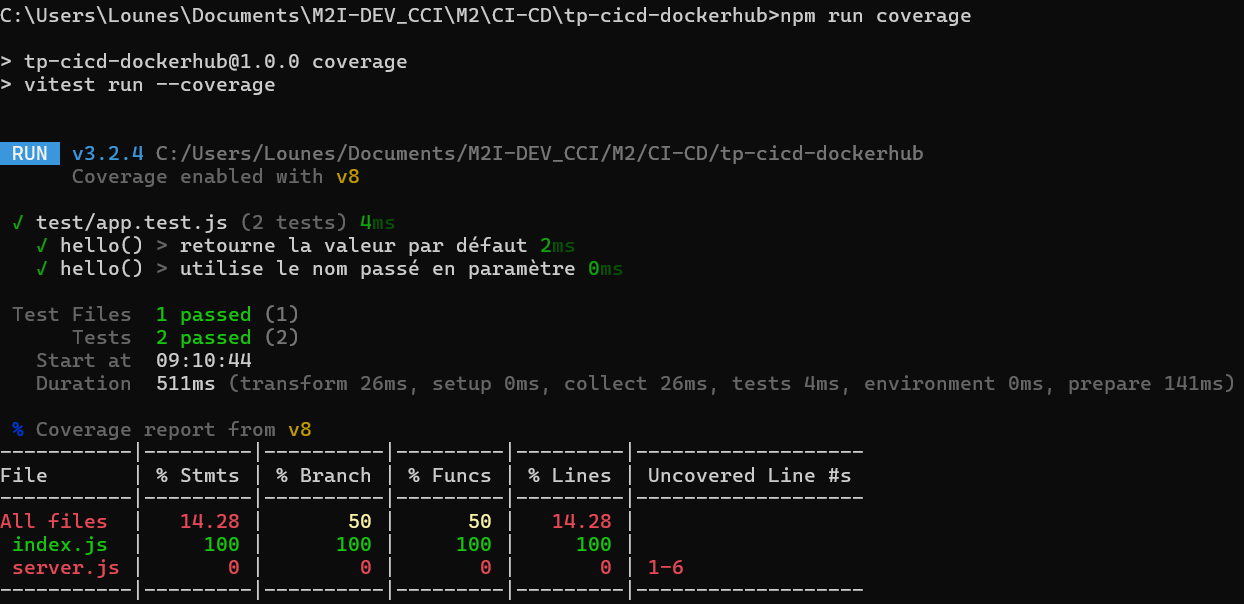 C:\Users\Lounes\Documents\M2I-DEV_CCI\M2\CI-CD\tp-cicd-dockerhub>npm run coverage
> tp-cicd-dockerhub@1.0.0 coverage
> vitest run --coverage
RUN  v3.2.4 C:/Users/Lounes/Documents/M2I-DEV_CCI/M2/CI-CD/tp-cicd-dockerhub
Coverage enabled with v8
✓ test/app.test.js (2 tests) 4ms
✓ hello() > retourne la valeur par défaut 2ms
✓ hello() > utilise le nom passé en paramètre 0ms
Test Files  1 passed (1)
Tests  2 passed (2)
Start at  09:10:44
Duration  511ms (transform 26ms, setup 0ms, collect 26ms, tests 4ms, environment 0ms, prepare 141ms)
% Coverage report from v8
-----------|---------|----------|---------|---------|-------------------
File       | % Stmts | % Branch | % Funcs | % Lines | Uncovered Line #s
-----------|---------|----------|---------|---------|-------------------
All files  |   14.28 |       50 |      50 |   14.28 |
 index.js  |     100 |      100 |     100 |     100 |
 server.js |       0 |        0 |       0 |       0 | 1-6
-----------|---------|----------|---------|---------|-------------------